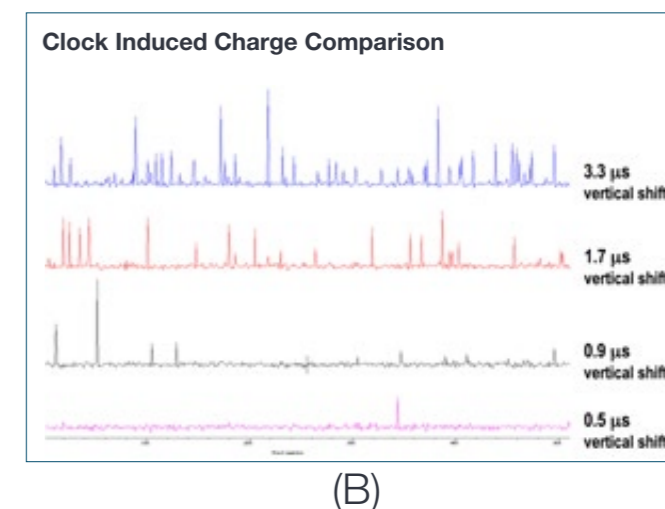 Clock Induced Charge Comparison
3.3 μs
vertical shift
1.7 μs
vertical shift
0.9 μs
vertical shift
0.5 μs
vertical shift
(B)